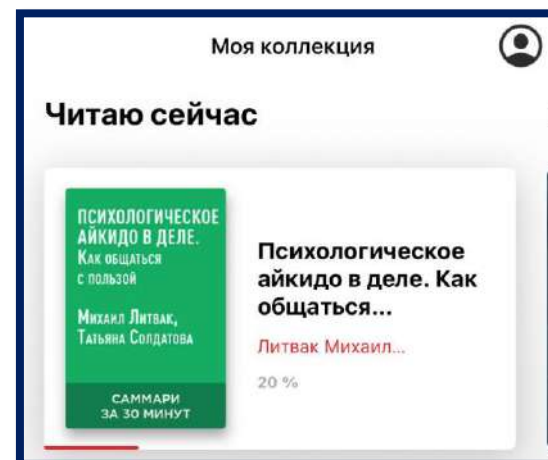 Моя коллекция
Читаю сейчас
ПСИХОЛОГИЧЕСКОЕ
АЙКИДО В ДЕЛЕ.
Как общаться
с пользой
Михаил Литвак,
Татьяна Солдатова
САММАРИ
ЗА 30 МИНУТ
Психологическое
айкидо в деле. Как
общаться...
Литвак Михаил...
20 %